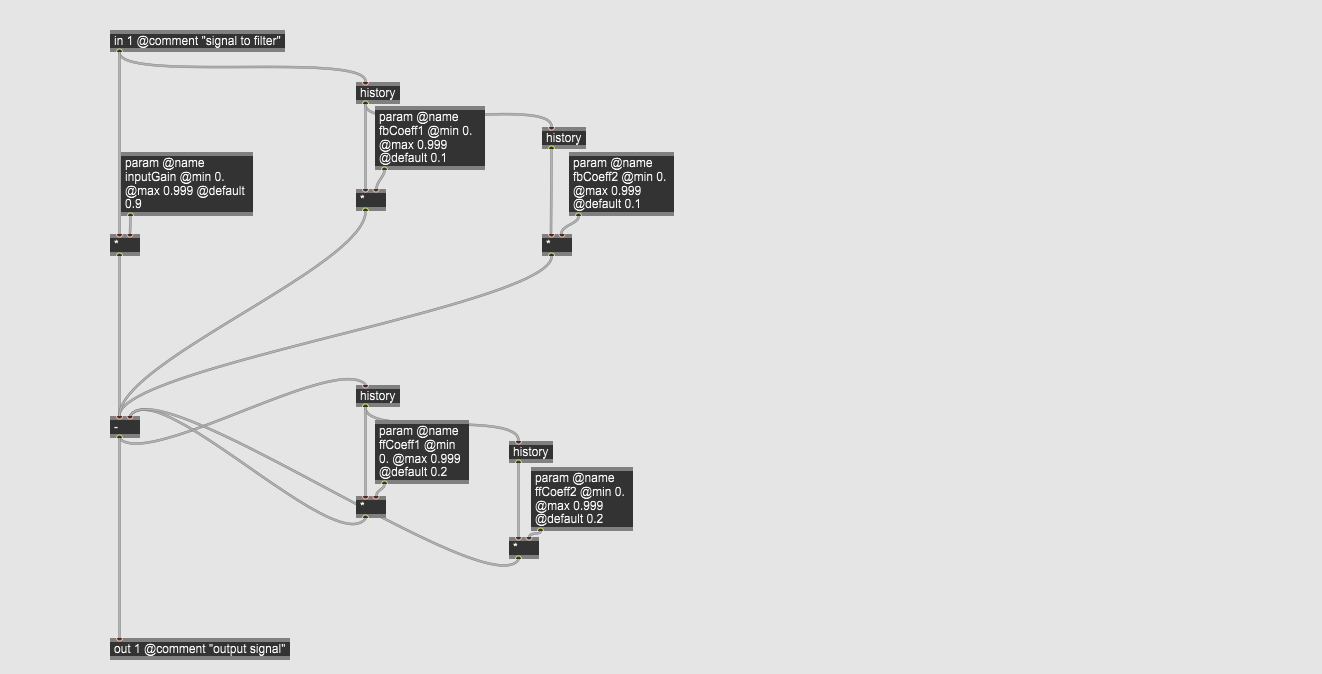 in 1 @comment "signal to filter"
history
param @name
fbCoeff1 @min 0.
@max 0.999
@default 0.1
history
param @name
inputGain @min 0.
@max 0.999 @default
0.9
param @name
fbCoeff2 @min 0.
@max 0.999
@default 0.1
*
*
*
history
-
param @name
ffCoeff1 @min
0. @max 0.999
@default 0.2
history
param @name
ffCoeff2 @min 0.
@max 0.999
@default 0.2
*
*
out 1 @comment "output signal"